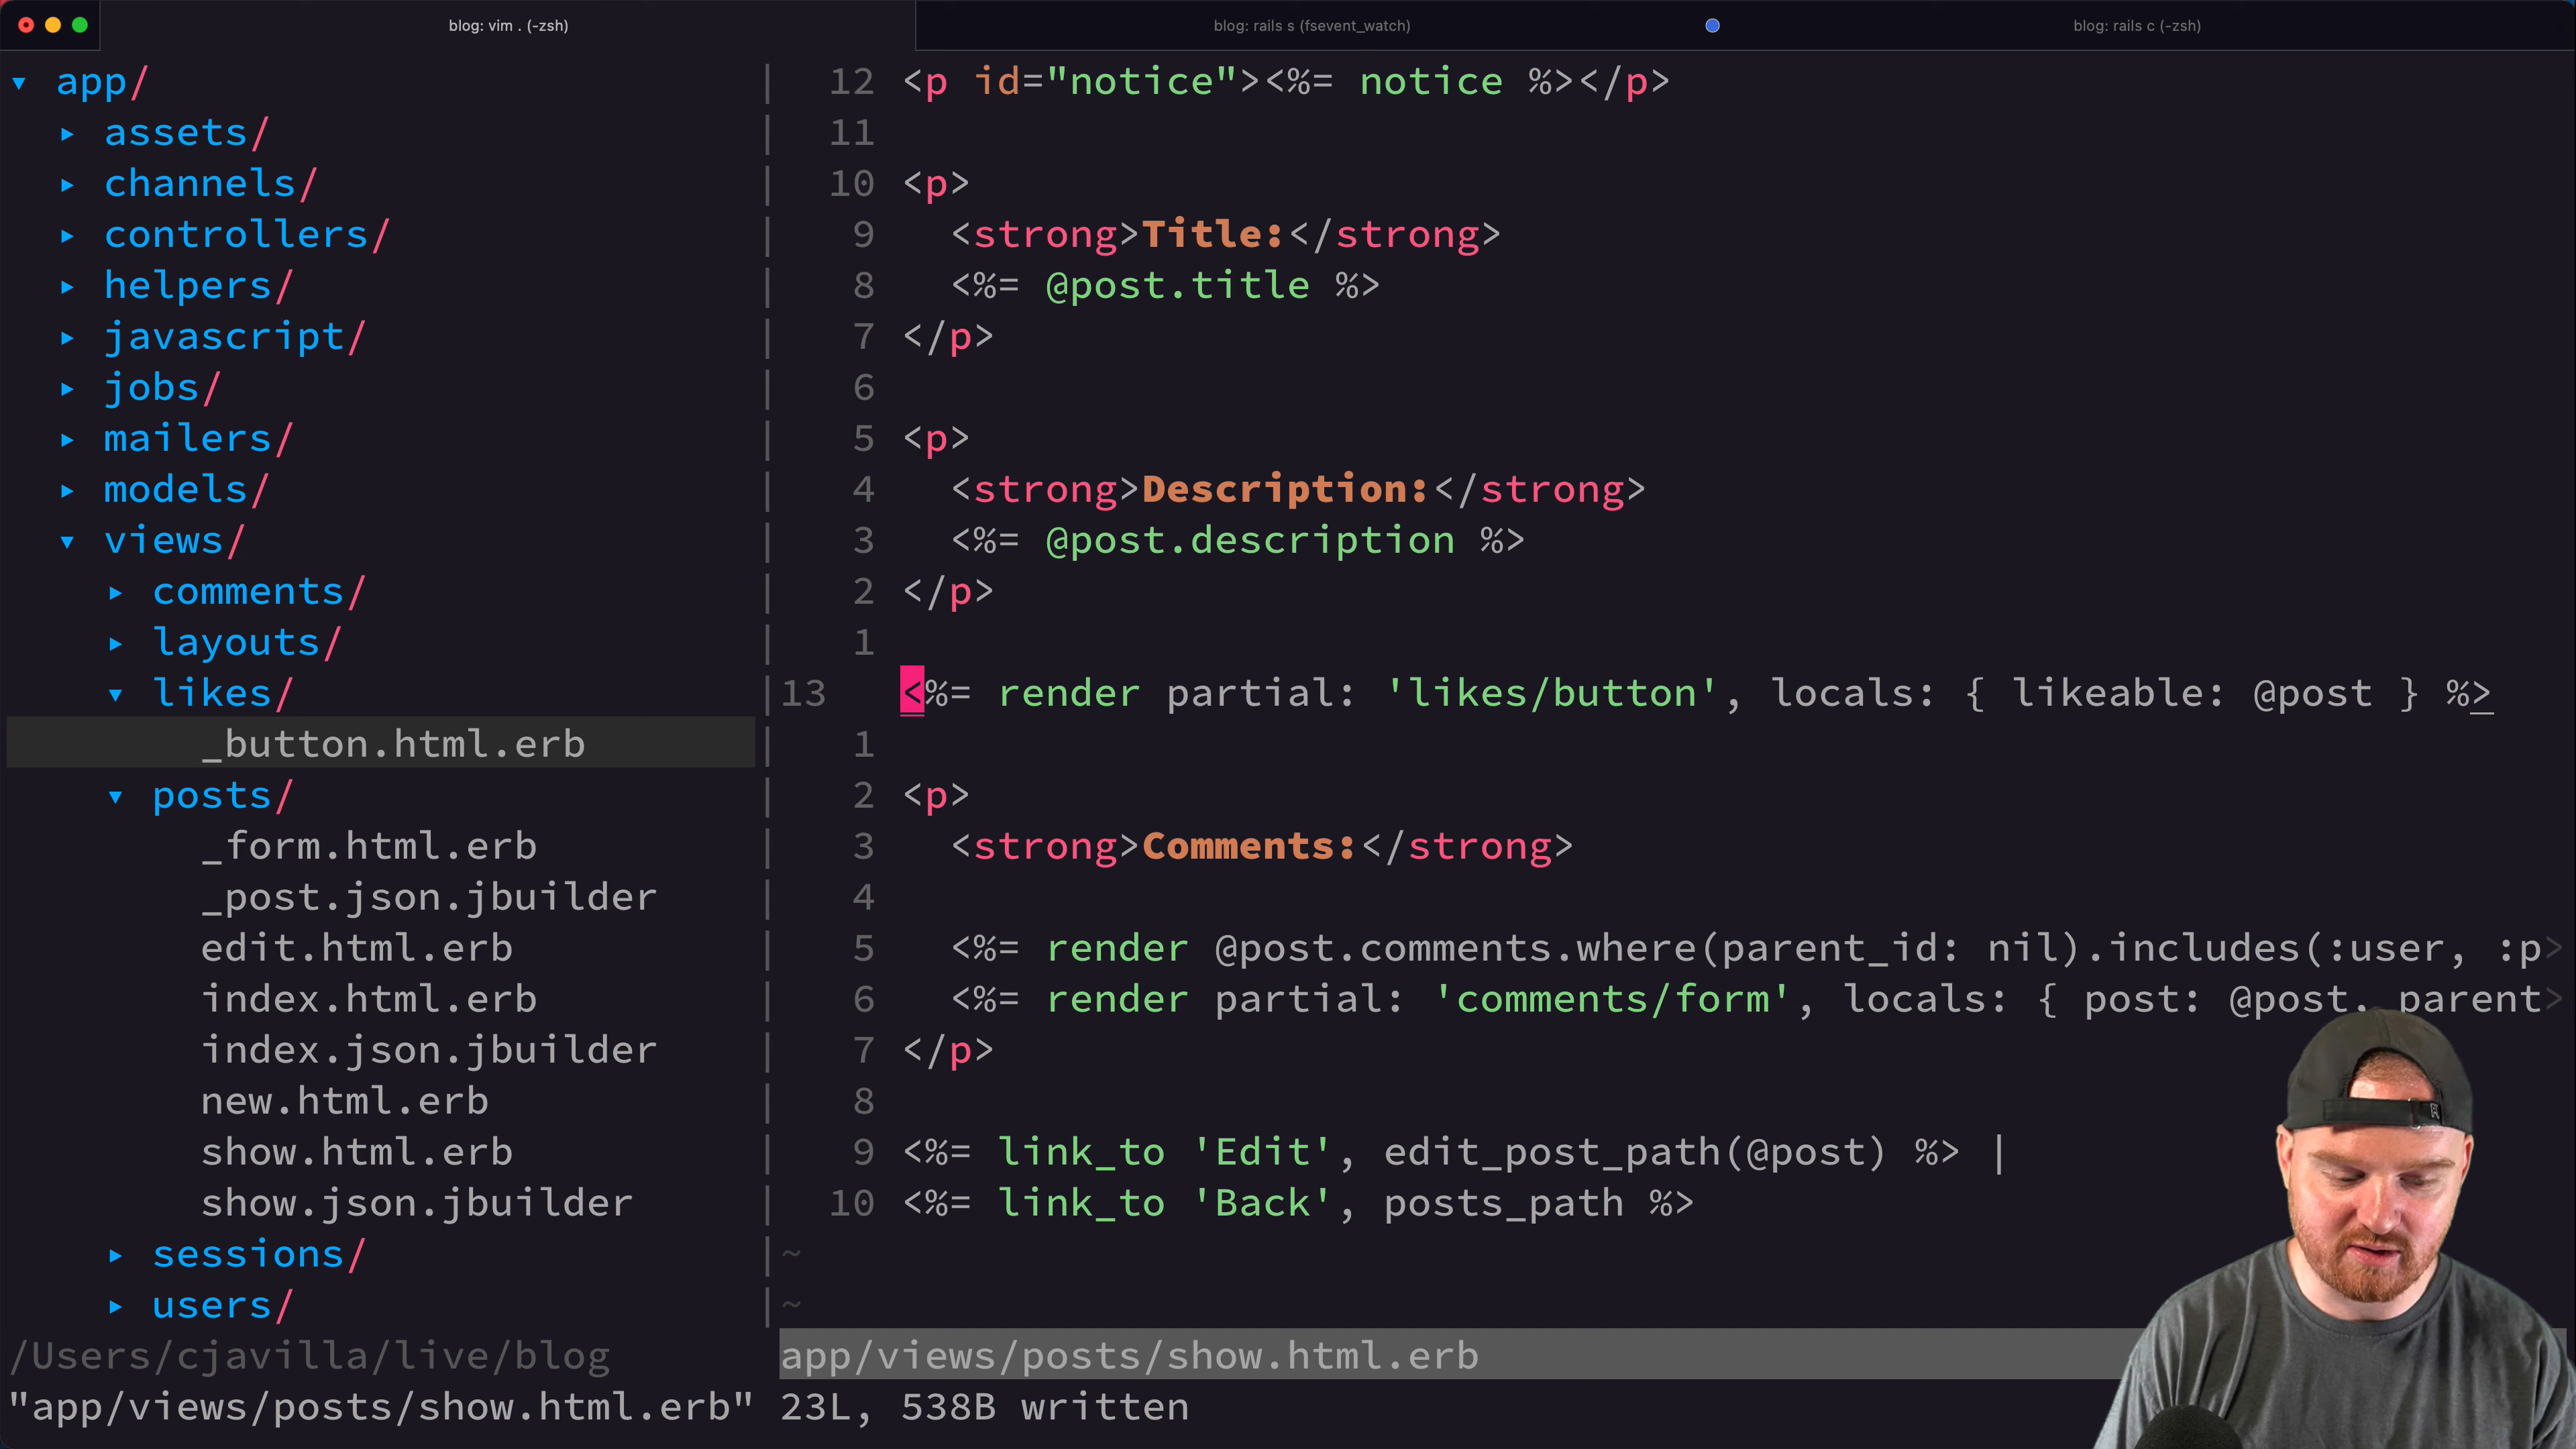 blog: vim . (-zsh)
blog: rails s (fsevent_watch)
blog: rails c (-zsh)
▾ app/
▸ assets/
▸ channels/
▸ controllers/
▸ helpers/
▸ javascript/
▸ jobs/
▸ mailers/
▸ models/
▾ views/
▸ comments/
▸ layouts/
▾ likes/
_button.html.erb
▾ posts/
_form.html.erb
_post.json.jbuilder
edit.html.erb
index.html.erb
index.json.jbuilder
new.html.erb
show.html.erb
show.json.jbuilder
▸ sessions/
▸ users/
/Users/cjavilla/live/blog
12 <p id="notice"><%= notice %></p>
11
10 <p>
9   <strong>Title:</strong>
8   <%= @post.title %>
7 </p>
6
5 <p>
4   <strong>Description:</strong>
3   <%= @post.description %>
2 </p>
1
13 <%= render partial: 'likes/button', locals: { likeable: @post } %>
1
2 <p>
3   <strong>Comments:</strong>
4
5   <%= render @post.comments.where(parent_id: nil).includes(:user, :p>
6   <%= render partial: 'comments/form', locals: { post: @post, parent>
7 </p>
8
9 <%= link_to 'Edit', edit_post_path(@post) %> |
10 <%= link_to 'Back', posts_path %>
~
~
app/views/posts/show.html.erb
"app/views/posts/show.html.erb" 23L, 538B written